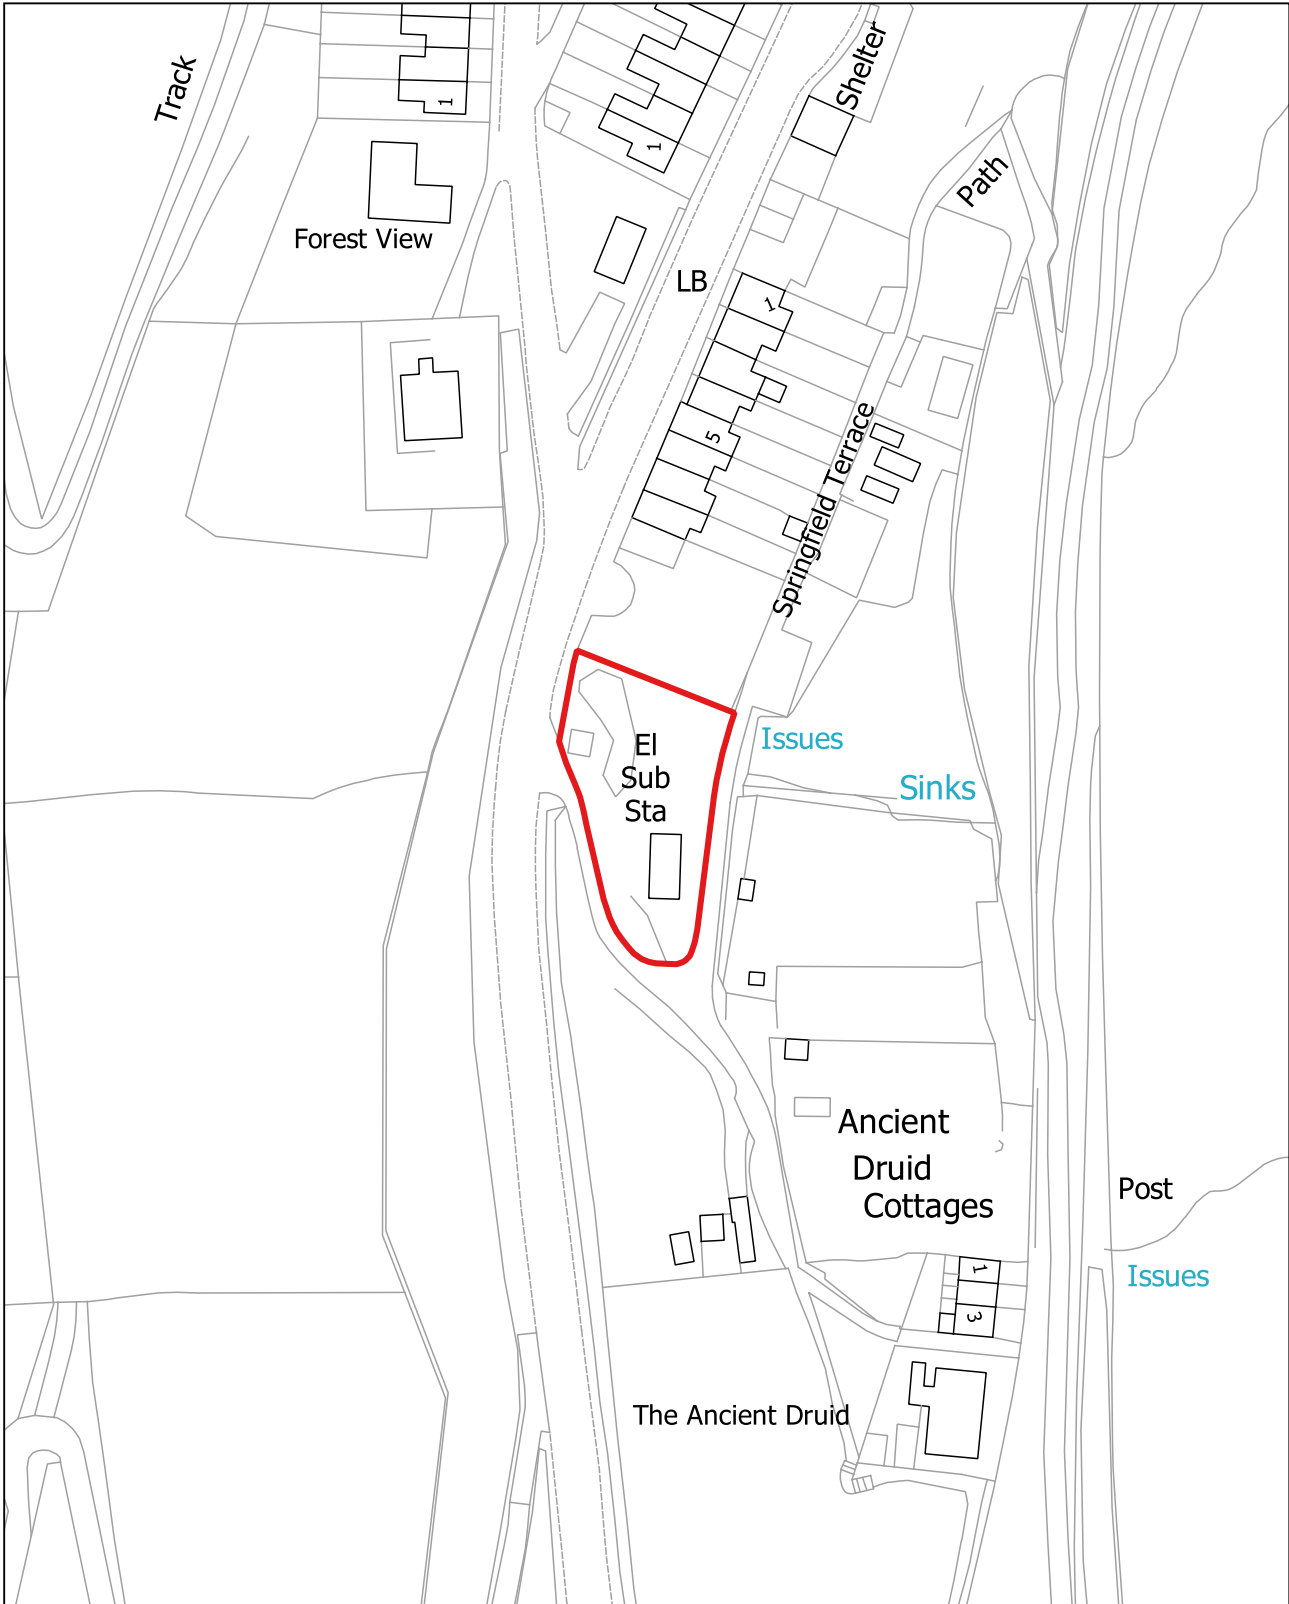 Track
Shelter
1
1
Path
Forest View
LB
1
5
Springfield Terrace
El
Sub
Sta
Issues
Sinks
Ancient
Druid
Cottages
Post
Issues
1
3
The Ancient Druid